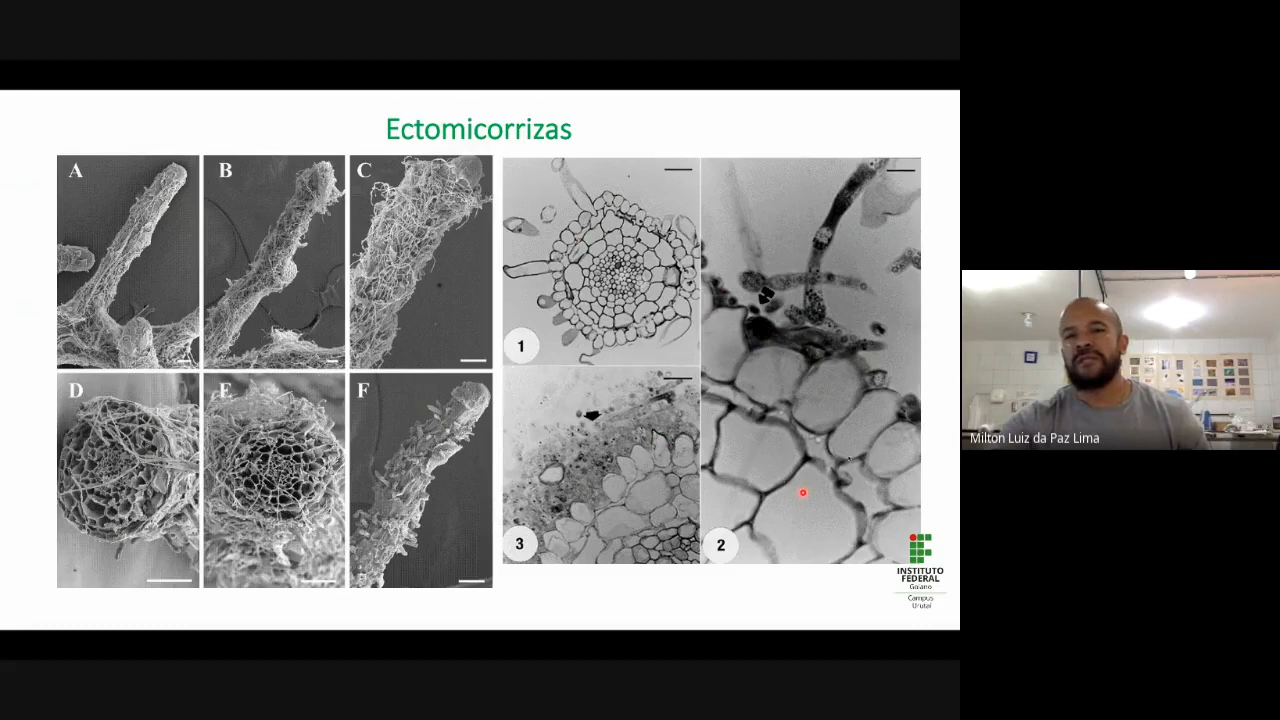 Ectomicorrizas
A
B
C
D
E
F
1
3
2
INSTITUTO
FEDERAL
Goiano
Campus
Urutaí
Milton Luiz da Paz Lima